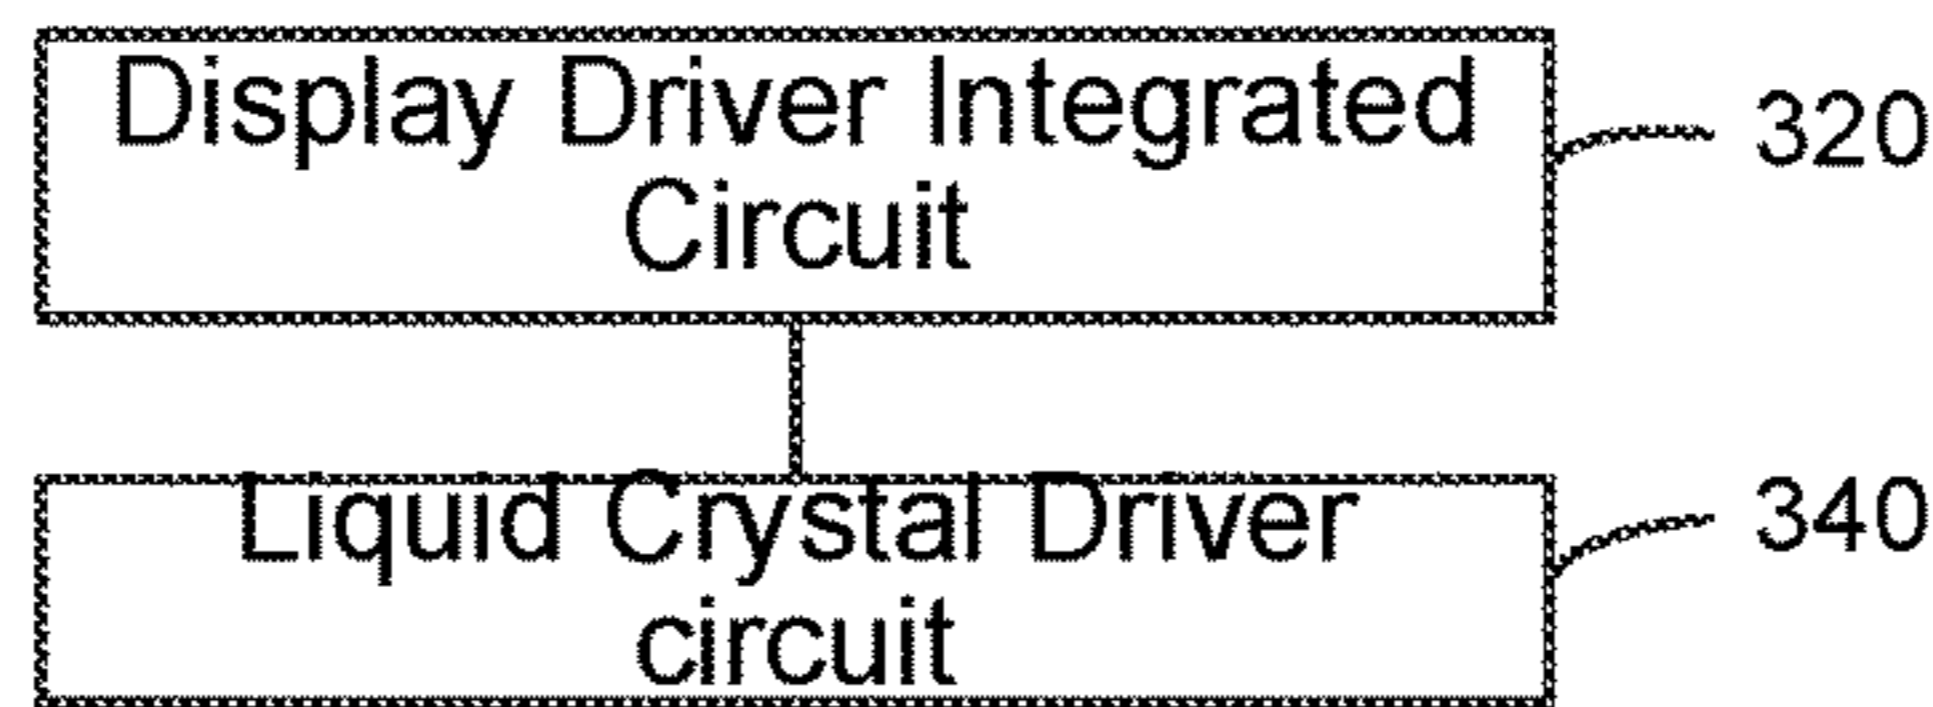 Display Driver Integrated
Circuit
320
Liquid Crystal Driver
circuit
340